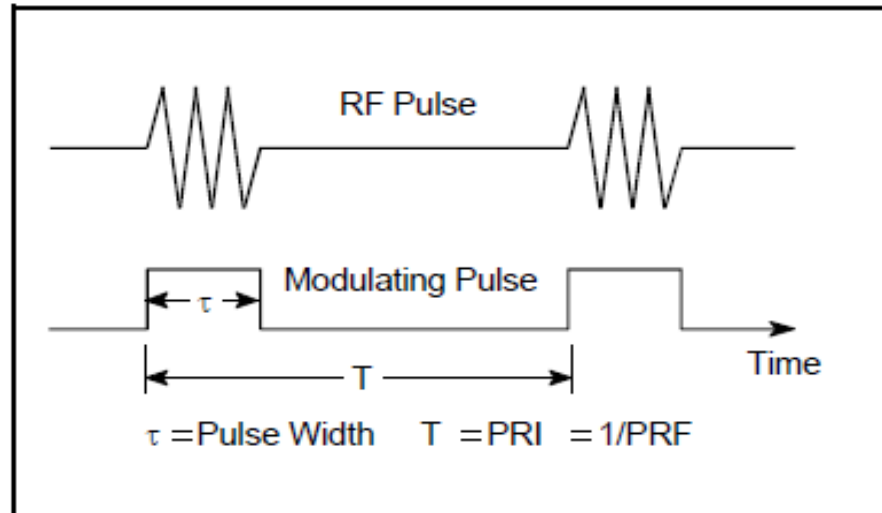 RF Pulse
Modulating Pulse
τ
Time
T
τ =Pulse Width T =PRI =1/PRF